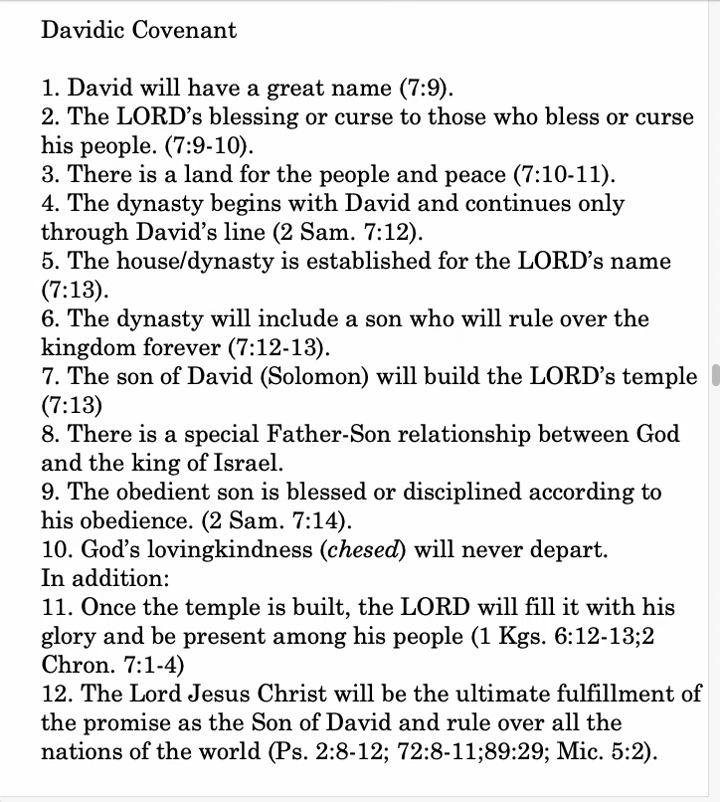 Davidic Covenant
1. David will have a great name (7:9).
2. The LORD’s blessing or curse to those who bless or curse
his people. (7:9-10).
3. There is a land for the people and peace (7:10-11).
4. The dynasty begins with David and continues only
through David’s line (2 Sam. 7:12).
5. The house/dynasty is established for the LORD’s name
(7:13).
6. The dynasty will include a son who will rule over the
kingdom forever (7:12-13).
7. The son of David (Solomon) will build the LORD’s temple
(7:13)
8. There is a special Father-Son relationship between God
and the king of Israel.
9. The obedient son is blessed or disciplined according to
his obedience. (2 Sam. 7:14).
10. God’s lovingkindness (chesed) will never depart.
In addition:
11. Once the temple is built, the LORD will fill it with his
glory and be present among his people (1 Kgs. 6:12-13;2
Chron. 7:1-4)
12. The Lord Jesus Christ will be the ultimate fulfillment of
the promise as the Son of David and rule over all the
nations of the world (Ps. 2:8-12; 72:8-11;89:29; Mic. 5:2).